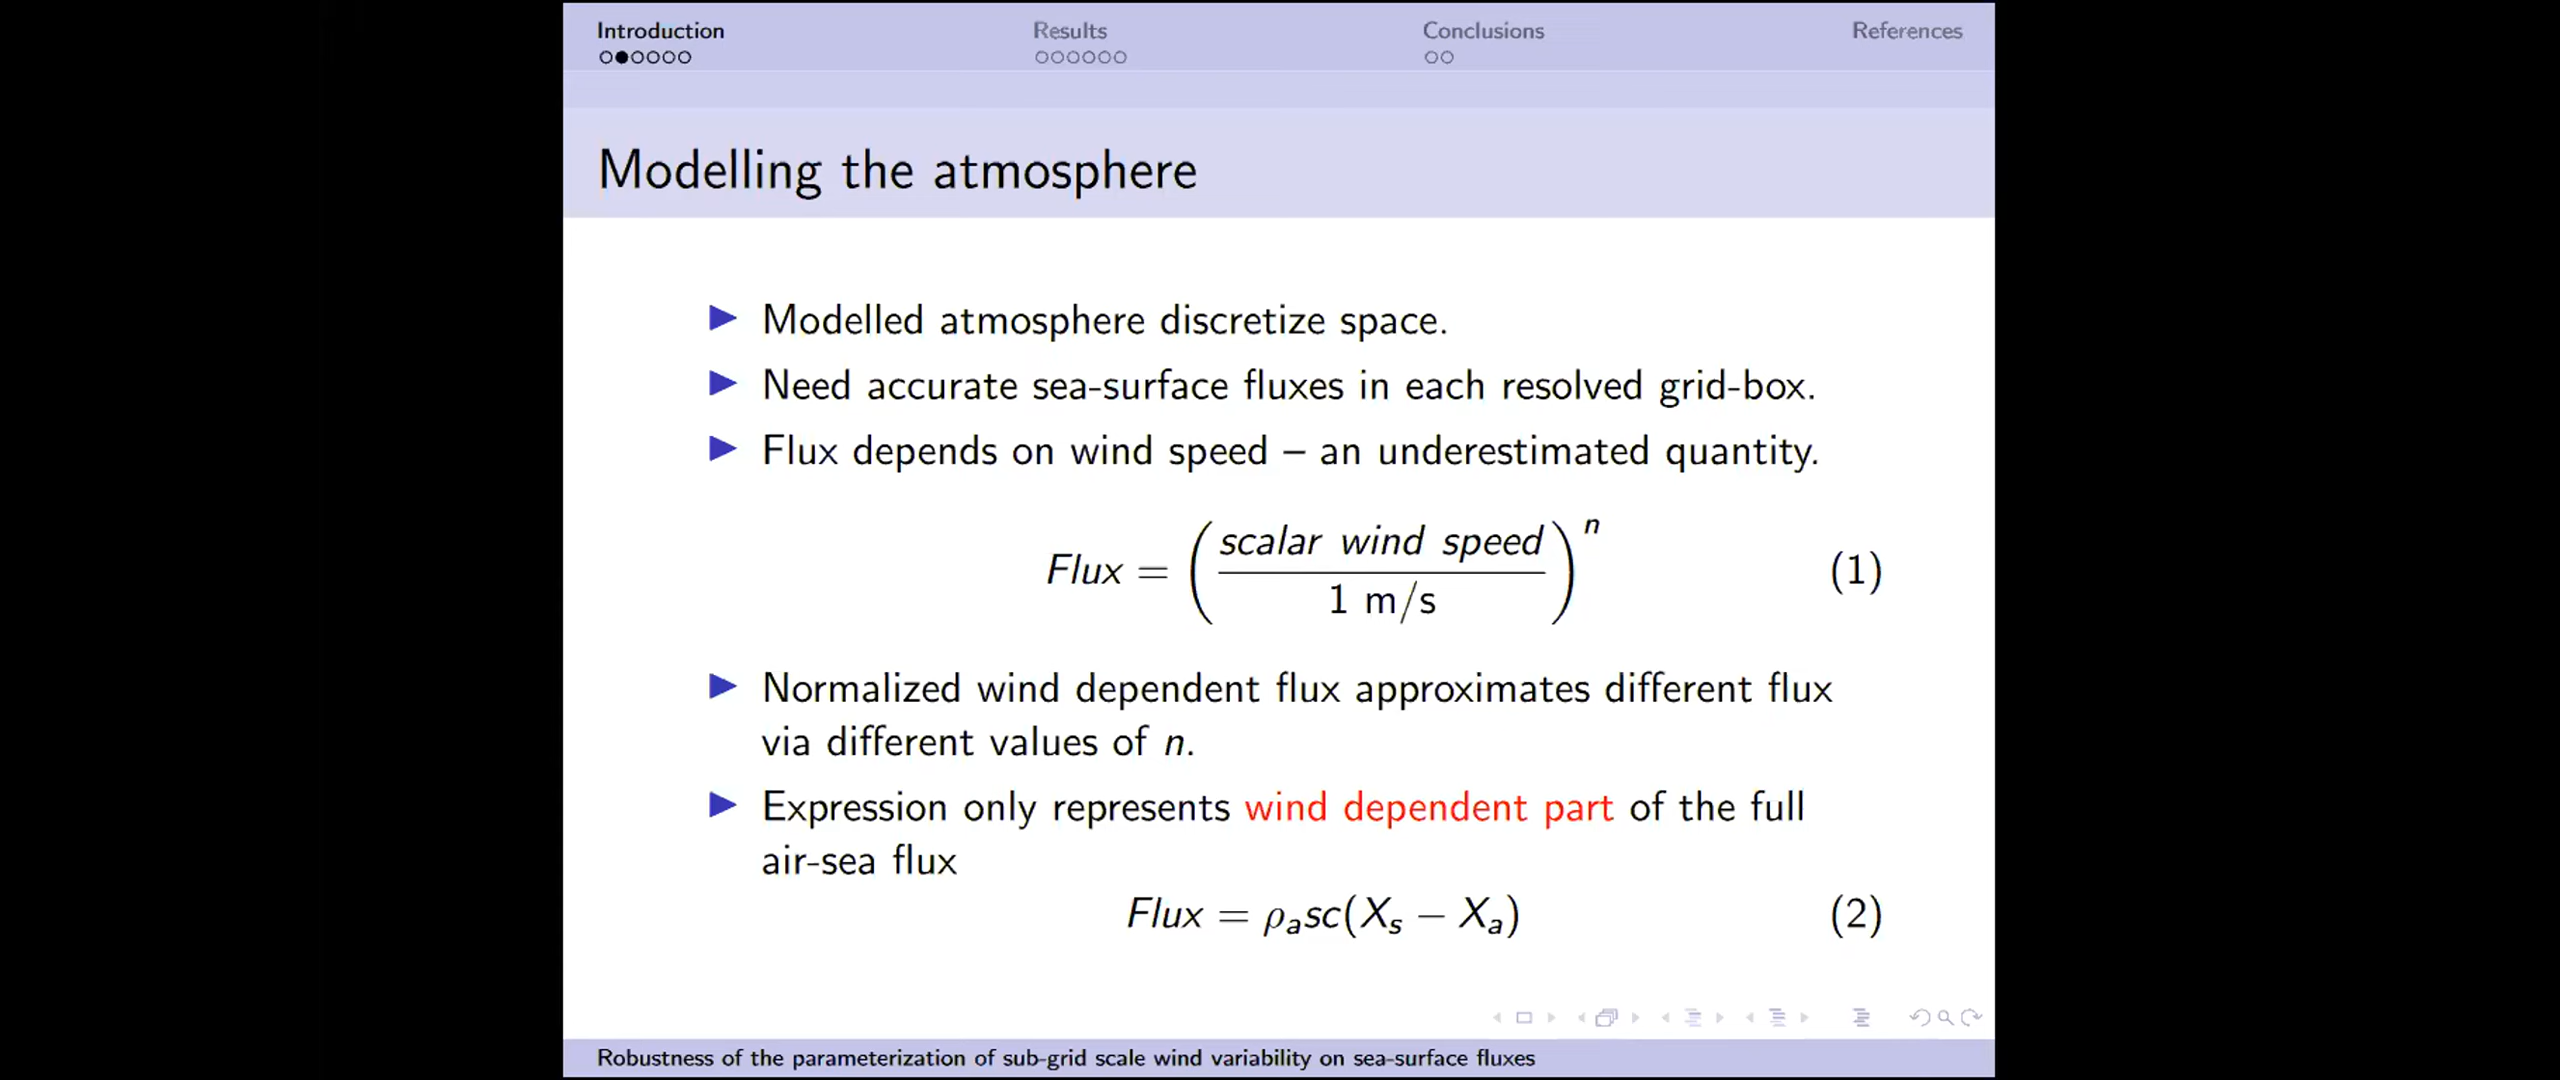 Introduction
Results
Conclusions
References
Modelling the atmosphere
Modelled atmosphere discretize space.
Need accurate sea-surface fluxes in each resolved grid-box.
Flux depends on wind speed – an underestimated quantity.
Flux = (scalar wind speed / 1 m/s)^n (1)
Normalized wind dependent flux approximates different flux
via different values of n.
Expression only represents wind dependent part of the full
air-sea flux
Flux = ρ_a sc(X_s − X_a) (2)
Robustness of the parameterization of sub-grid scale wind variability on sea-surface fluxes